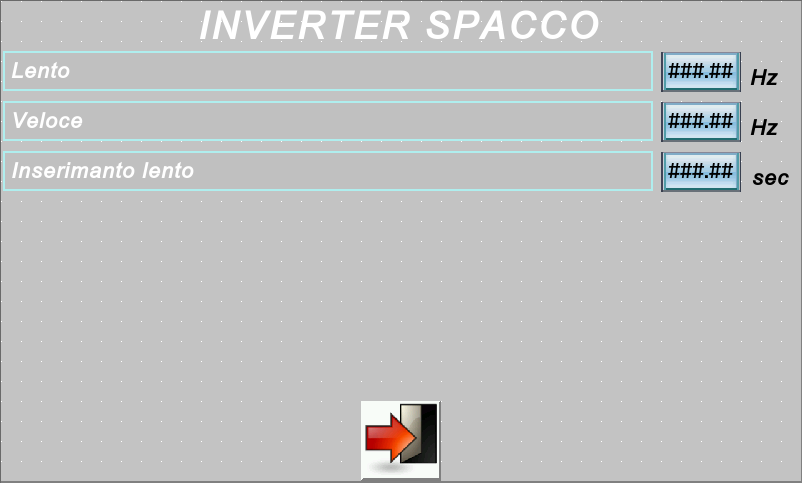 INVERTER SPACCO
Lento ###.## Hz
Veloce ###.## Hz
Inserimanto lento ###.## sec